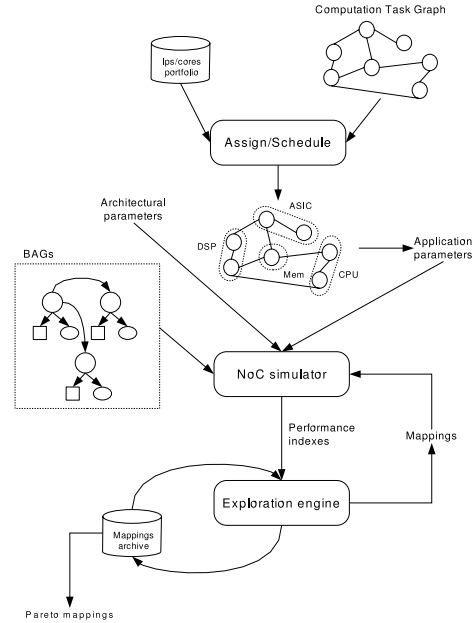 Computation Task Graph
Ips/cores
portfolio
Assign/Schedule
Architectural
parameters
ASIC
DSP
Mem
CPU
Application
parameters
BAGs
NoC simulator
Performance
indexes
Mappings
Exploration engine
Mappings
archive
Pareto mappings